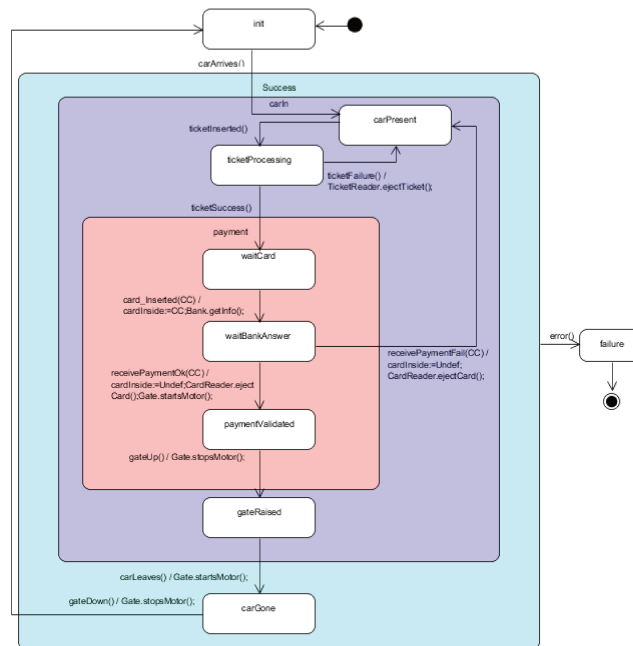 init
carArrives()
Success
carIn
carPresent
ticketInserted()
ticketProcessing
ticketFailure() /
TicketReader.ejectTicket();
ticketSuccess()
payment
waitCard
card_Inserted(CC) /
cardInside:=CC;Bank.getInfo();
waitBankAnswer
error()
failure
receivePaymentFail(CC) /
cardInside:=Undef;
CardReader.ejectCard();
receivePaymentOk(CC) /
cardInside:=Undef;CardReader.eject
Card();Gate.startsMotor();
paymentValidated
gateUp() / Gate.stopsMotor();
gateRaised
carLeaves() / Gate.startsMotor();
gateDown() / Gate.stopsMotor();
carGone